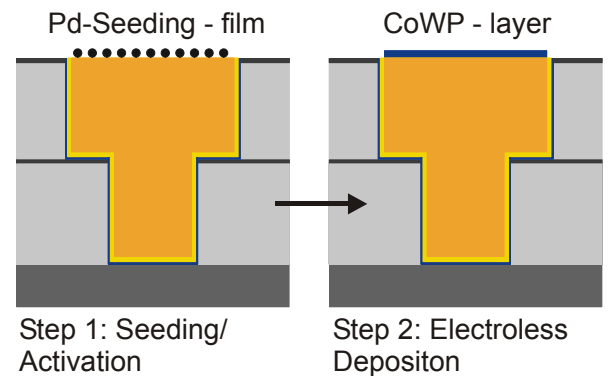 Pd-Seeding - film
CoWP - layer
Step 1: Seeding/
Activation
Step 2: Electroless
Depositon